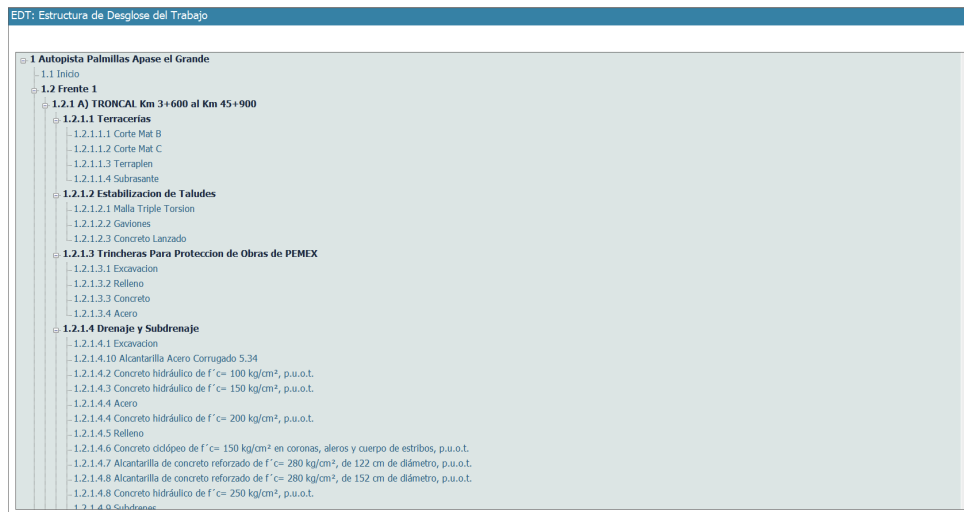 EDT: Estructura de Desglose del Trabajo
1 Autopista Palmillas Apase el Grande
1.1 Inicio
1.2 Frente 1
1.2.1 A) TRONCAL Km 3+600 al Km 45+900
1.2.1.1 Terracerías
1.2.1.1.1 Corte Mat B
1.2.1.1.2 Corte Mat C
1.2.1.1.3 Terraplen
1.2.1.1.4 Subrasante
1.2.1.2 Estabilizacion de Taludes
1.2.1.2.1 Malla Triple Torsion
1.2.1.2.2 Gaviones
1.2.1.2.3 Concreto Lanzado
1.2.1.3 Trincheras Para Proteccion de Obras de PEMEX
1.2.1.3.1 Excavacion
1.2.1.3.2 Relleno
1.2.1.3.3 Concreto
1.2.1.3.4 Acero
1.2.1.4 Drenaje y Subdrenaje
1.2.1.4.1 Excavacion
1.2.1.4.10 Alcantarilla Acero Corrugado 5.34
1.2.1.4.2 Concreto hidráulico de f´c= 100 kg/cm², p.u.o.t.
1.2.1.4.3 Concreto hidráulico de f´c= 150 kg/cm², p.u.o.t.
1.2.1.4.4 Acero
1.2.1.4.4 Concreto hidráulico de f´c= 200 kg/cm², p.u.o.t.
1.2.1.4.5 Relleno
1.2.1.4.6 Concreto ciclópeo de f´c= 150 kg/cm² en coronas, aleros y cuerpo de estribos, p.u.o.t.
1.2.1.4.7 Alcantarilla de concreto reforzado de f´c= 280 kg/cm², de 122 cm de diámetro, p.u.o.t.
1.2.1.4.8 Alcantarilla de concreto reforzado de f´c= 280 kg/cm², de 152 cm de diámetro, p.u.o.t.
1.2.1.4.8 Concreto hidráulico de f´c= 250 kg/cm², p.u.o.t.
1.2.1.4.9 Subdrenes